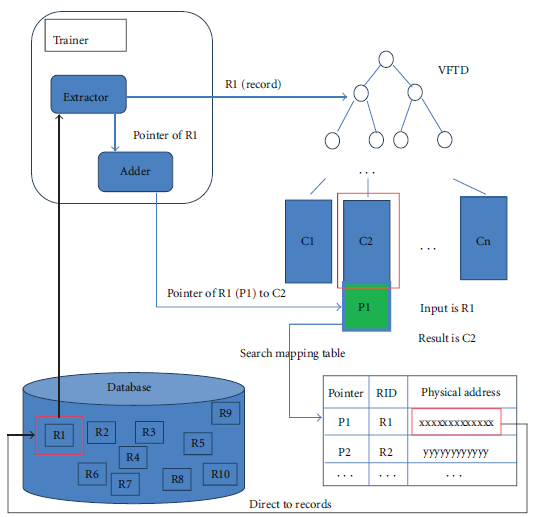 Trainer
Extractor
R1 (record)
VFTD
Pointer of R1
Adder
...
C1
C2
...
Cn
Pointer of R1 (P1) to C2
P1
Input is R1
Result is C2
Search mapping table
Database
R1
R2
R3
R4
R5
R6
R7
R8
R9
R10
Pointer RID Physical address
P1 R1 xxxxxxxxxxxxx
P2 R2 yyyyyyyyyyyy
... ... ...
Direct to records